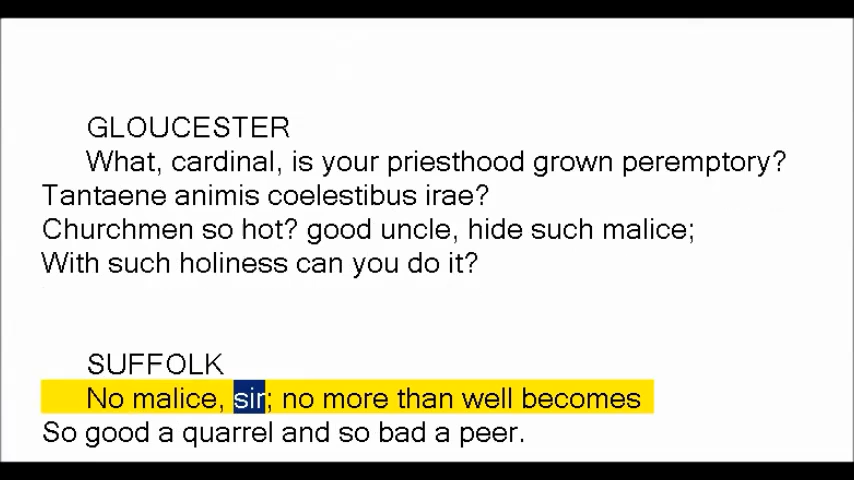 GLOUCESTER
What, cardinal, is your priesthood grown peremptory?
Tantaene animis coelestibus irae?
Churchmen so hot? good uncle, hide such malice;
With such holiness can you do it?
SUFFOLK
No malice, sir; no more than well becomes
So good a quarrel and so bad a peer.